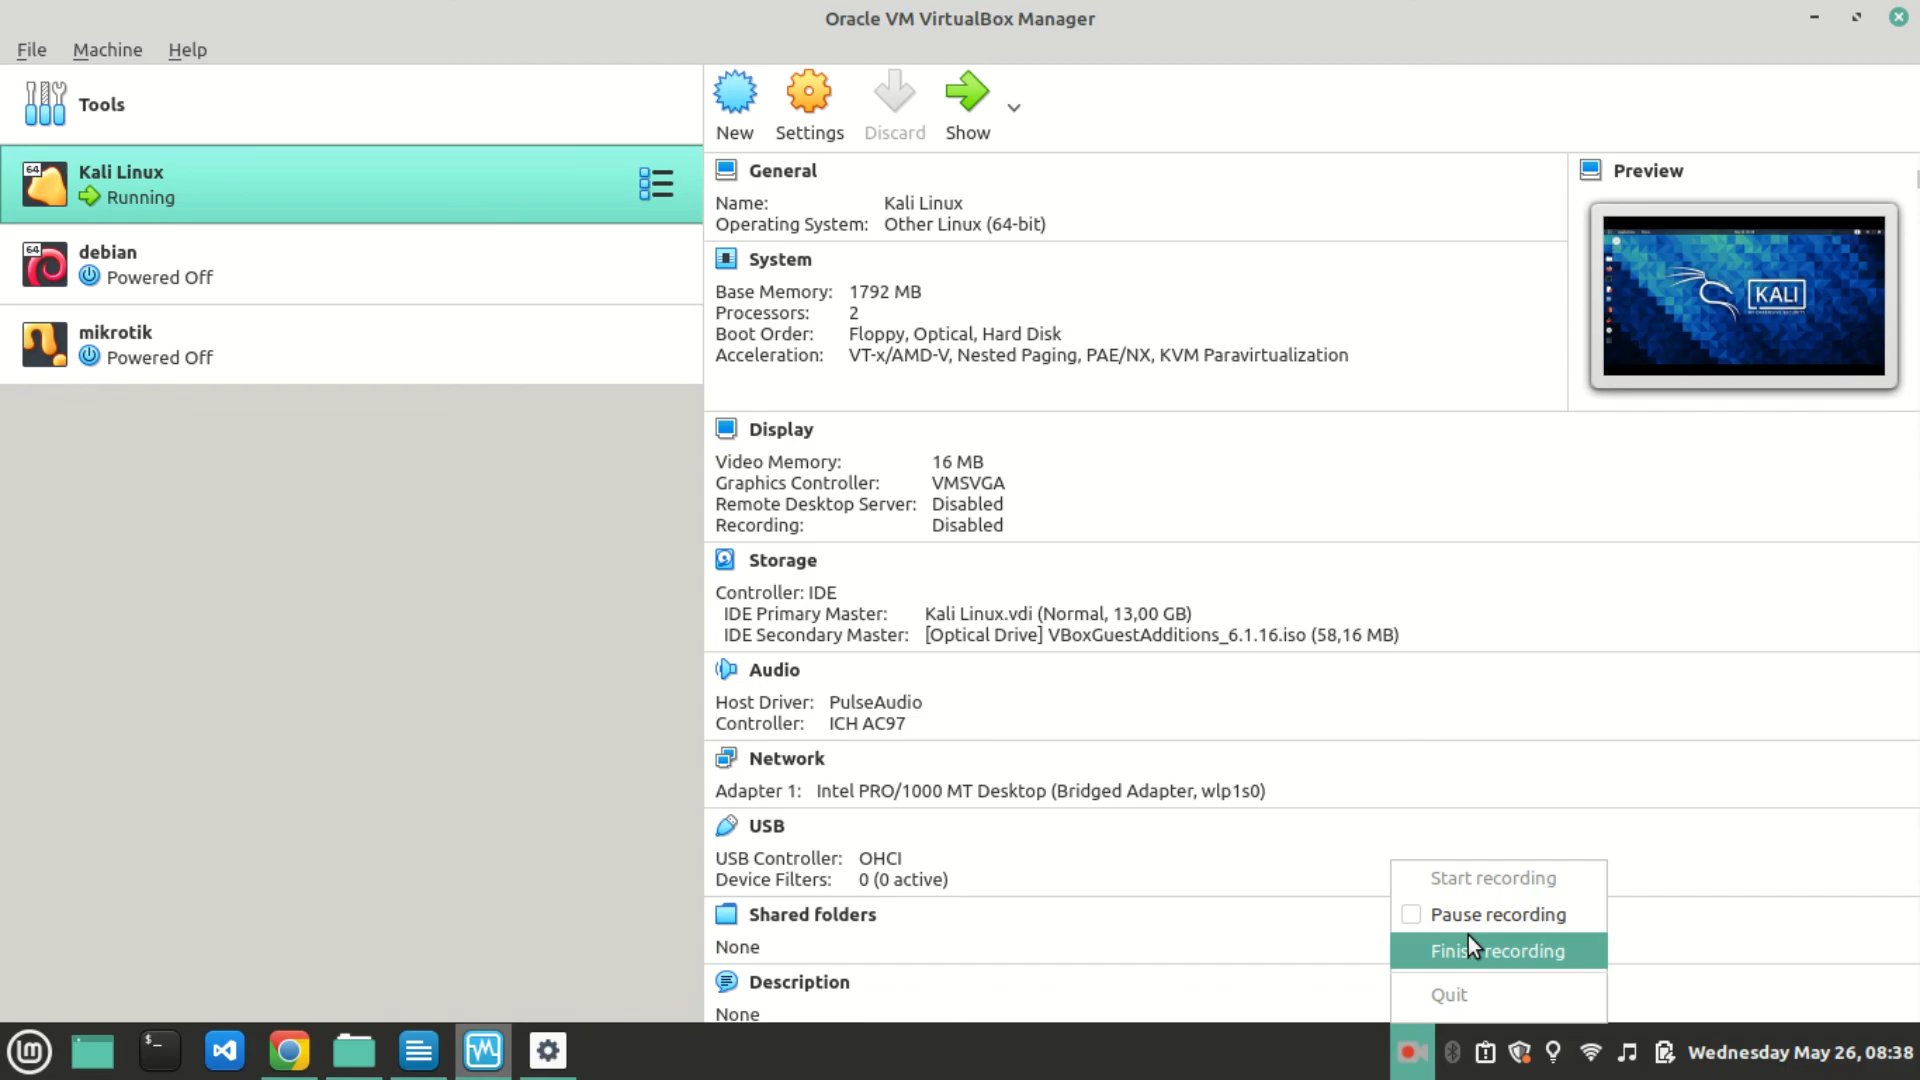 Oracle VM VirtualBox Manager
File Machine Help
Tools
New Settings Discard Show
64
Kali Linux
Running
64
debian
Powered Off
mikrotik
Powered Off
General
Name: Kali Linux
Operating System: Other Linux (64-bit)
System
Base Memory: 1792 MB
Processors: 2
Boot Order: Floppy, Optical, Hard Disk
Acceleration: VT-x/AMD-V, Nested Paging, PAE/NX, KVM Paravirtualization
Preview
KALI
Display
Video Memory: 16 MB
Graphics Controller: VMSVGA
Remote Desktop Server: Disabled
Recording: Disabled
Storage
Controller: IDE
IDE Primary Master: Kali Linux.vdi (Normal, 13,00 GB)
IDE Secondary Master: [Optical Drive] VBoxGuestAdditions_6.1.16.iso (58,16 MB)
Audio
Host Driver: PulseAudio
Controller: ICH AC97
Network
Adapter 1: Intel PRO/1000 MT Desktop (Bridged Adapter, wlp1s0)
USB
USB Controller: OHCI
Device Filters: 0 (0 active)
Shared folders
None
Description
None
Start recording
Pause recording
Finish recording
Quit
Wednesday May 26, 08:38